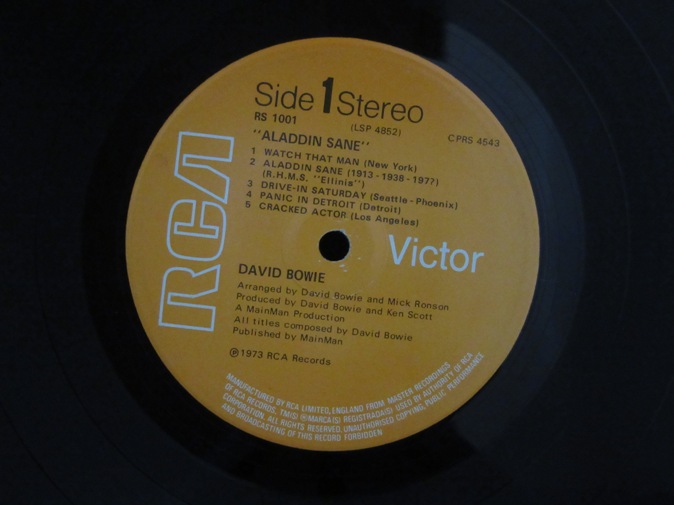 Side 1 Stereo
RS 1001
(LSP 4852)
CPRS 4543
"ALADDIN SANE"
1 WATCH THAT MAN (New York)
2 ALADDIN SANE (1913-1938-197?)
(R.H.M.S. "Ellinis")
3 DRIVE-IN SATURDAY (Seattle-Phoenix)
4 PANIC IN DETROIT (Detroit)
5 CRACKED ACTOR (Los Angeles)
RCA
Victor
DAVID BOWIE
Arranged by David Bowie and Mick Ronson
Produced by David Bowie and Ken Scott
A MainMan Production
All titles composed by David Bowie
Published by MainMan
℗1973 RCA Records
MANUFACTURED BY RCA LIMITED, ENGLAND FROM MASTER RECORDINGS
OF RCA RECORDS, TM(S) ®MARCA(S) REGISTRADA(S) USED BY AUTHORITY OF RCA
CORPORATION. ALL RIGHTS RESERVED, UNAUTHORISED COPYING, PUBLIC PERFORMANCE
AND BROADCASTING OF THIS RECORD FORBIDDEN